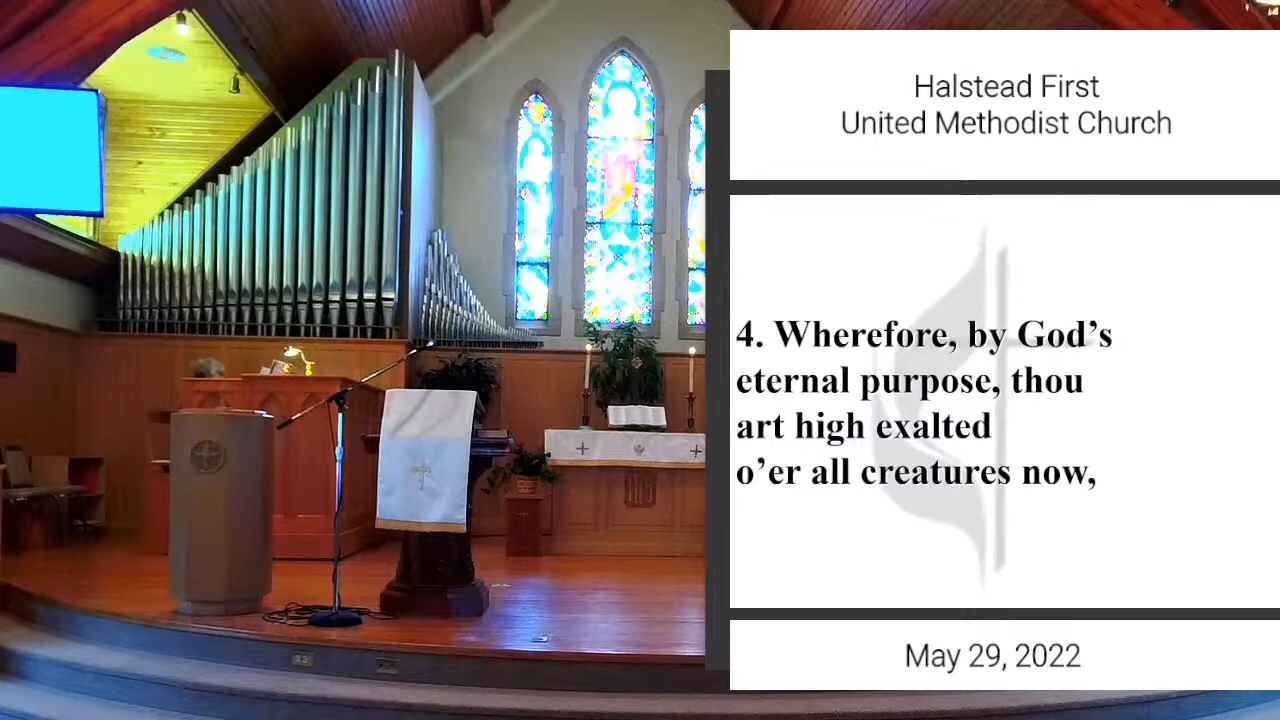 Halstead First
United Methodist Church
4. Wherefore, by God’s
eternal purpose, thou
art high exalted
o’er all creatures now,
May 29, 2022